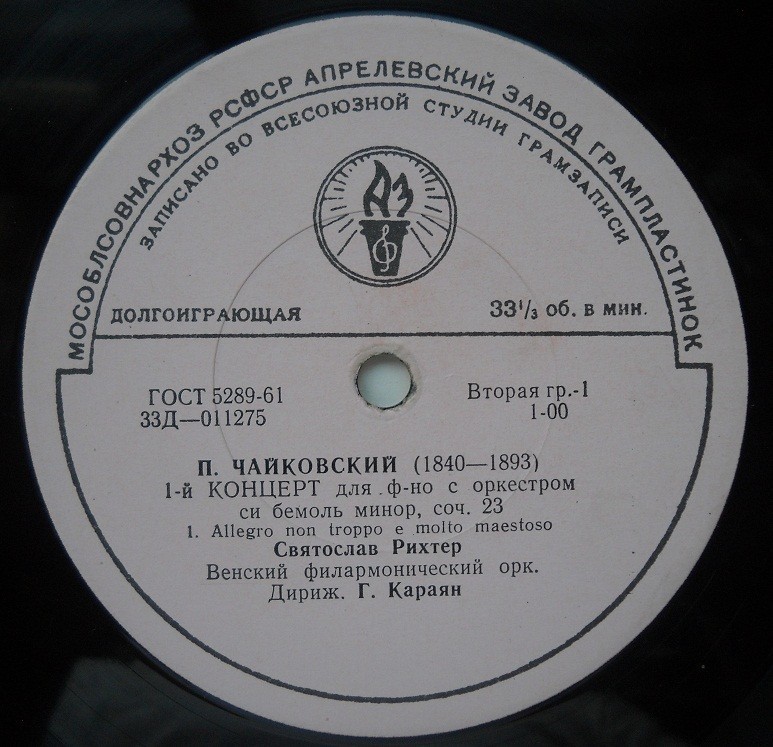 МОСОБЛСОВНАРХОЗ РСФСР АПРЕЛЕВСКИЙ ЗАВОД ГРАМПЛАСТИНОК
ЗАПИСАНО ВО ВСЕСОЮЗНОЙ СТУДИИ ГРАМЗАПИСИ
АЗ
ДОЛГОИГРАЮЩАЯ 33⅓ об. в мин.
ГОСТ 5289-61 Вторая гр.-1
33Д—011275 1-00
П. ЧАЙКОВСКИЙ (1840—1893)
1-й КОНЦЕРТ для ф-но с оркестром
си бемоль минор, соч. 23
1. Allegro non troppo e molto maestoso
Святослав Рихтер
Венский филармонический орк.
Дириж. Г. Караян